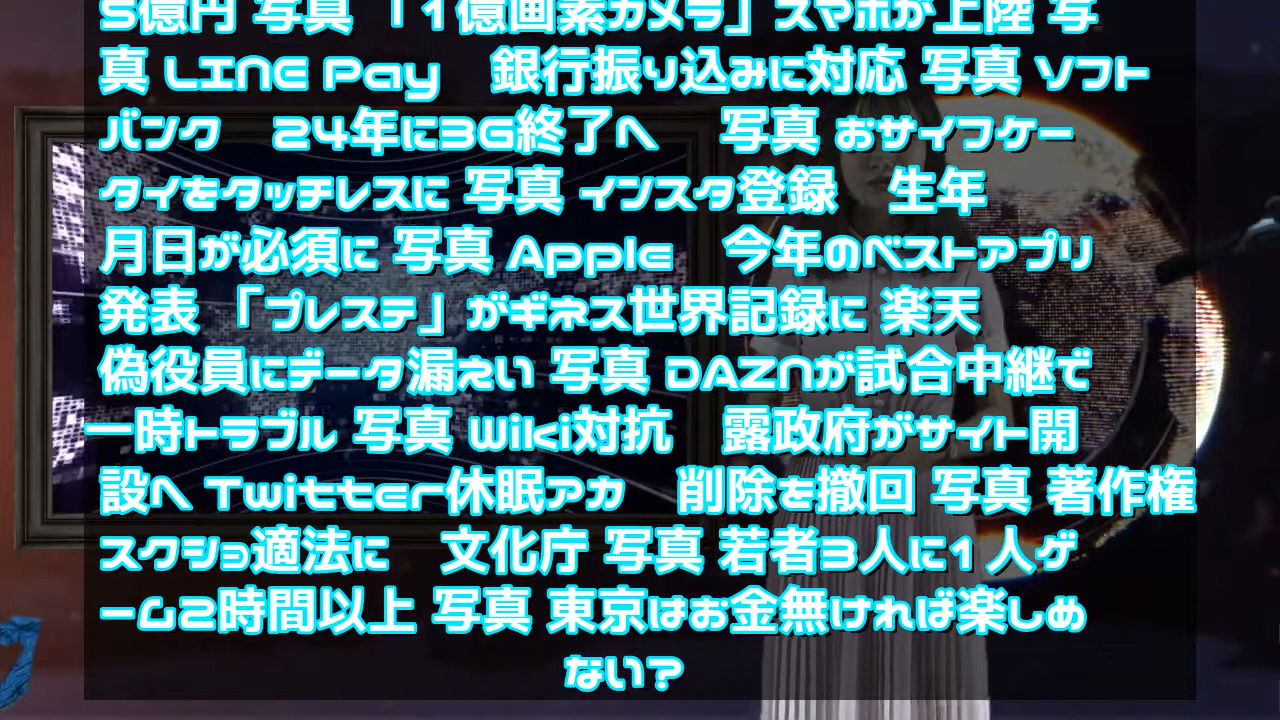 5億円 写真 「1億画素カメラ」スマホが上陸 写
真 LINE Pay　銀行振り込みに対応 写真 ソフト
バンク　24年に3G終了へ　 写真 おサイフケー
タイをタッチレスに 写真 インスタ登録　生年
月日が必須に 写真 Apple　今年のベストアプリ
発表 「プレステ」がギネス世界記録に 楽天
偽役員にデータ漏えい 写真 DAZNが試合中継で
一時トラブル 写真 Wiki対抗　露政府がサイト開
設へ Twitter休眠アカ　削除を撤回 写真 著作権
スクショ適法に　文化庁 写真 若者3人に1人ゲ
ーム2時間以上 写真 東京はお金無ければ楽しめ
ない?